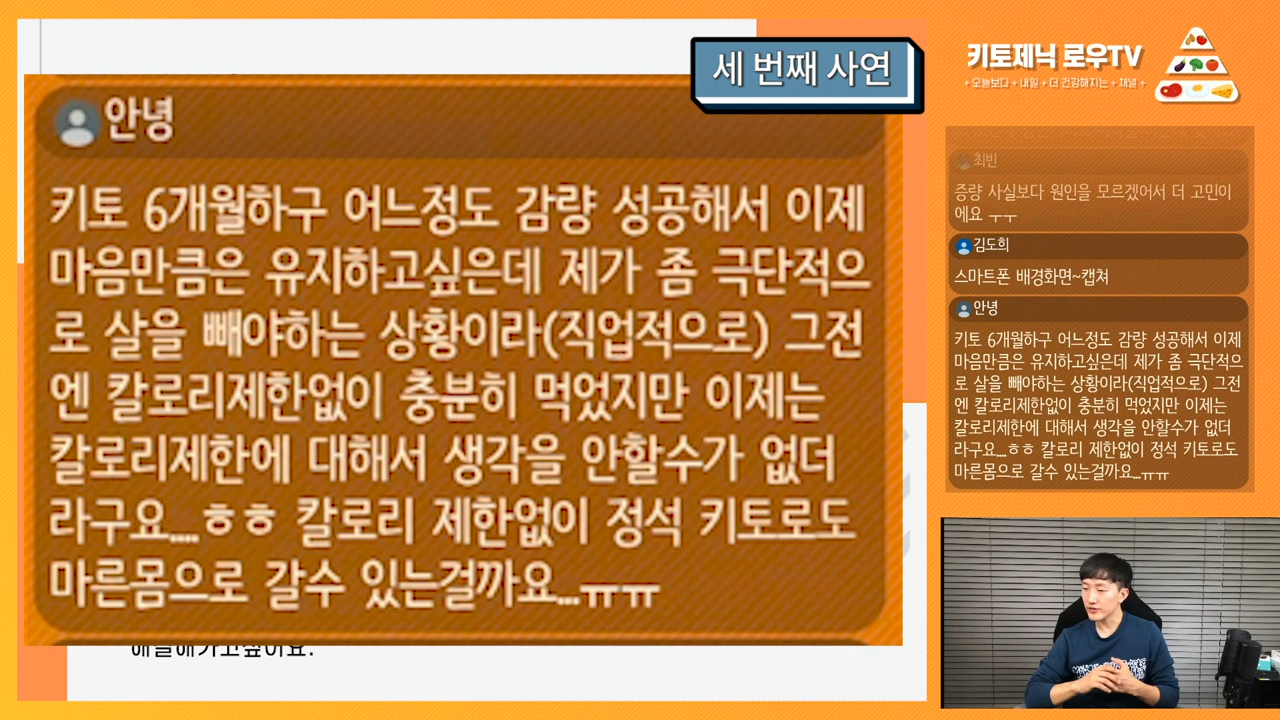 세 번째 사연
안녕
키토 6개월하구 어느정도 감량 성공해서 이제
마음만큼은 유지하고싶은데 제가 좀 극단적으
로 살을 빼야하는 상황이라(직업적으로) 그전
엔 칼로리제한없이 충분히 먹었지만 이제는
칼로리제한에 대해서 생각을 안할수가 없더
라구요....ㅎㅎ 칼로리 제한없이 정석 키토로도
마른몸으로 갈수 있는걸까요...ㅠㅠ
키토제닉 로우TV
+ 오늘보다 + 내일 + 더 건강해지는 + 채널 +
최빈
증량 사실보다 원인을 모르겠어서 더 고민이
에요 ㅜㅜ
김도희
스마트폰 배경화면~캡쳐
안녕
키토 6개월하구 어느정도 감량 성공해서 이제
마음만큼은 유지하고싶은데 제가 좀 극단적으
로 살을 빼야하는 상황이라(직업적으로) 그전
엔 칼로리제한없이 충분히 먹었지만 이제는
칼로리제한에 대해서 생각을 안할수가 없더
라구요....ㅎㅎ 칼로리 제한없이 정석 키토로도
마른몸으로 갈수 있는걸까요...ㅠㅠ